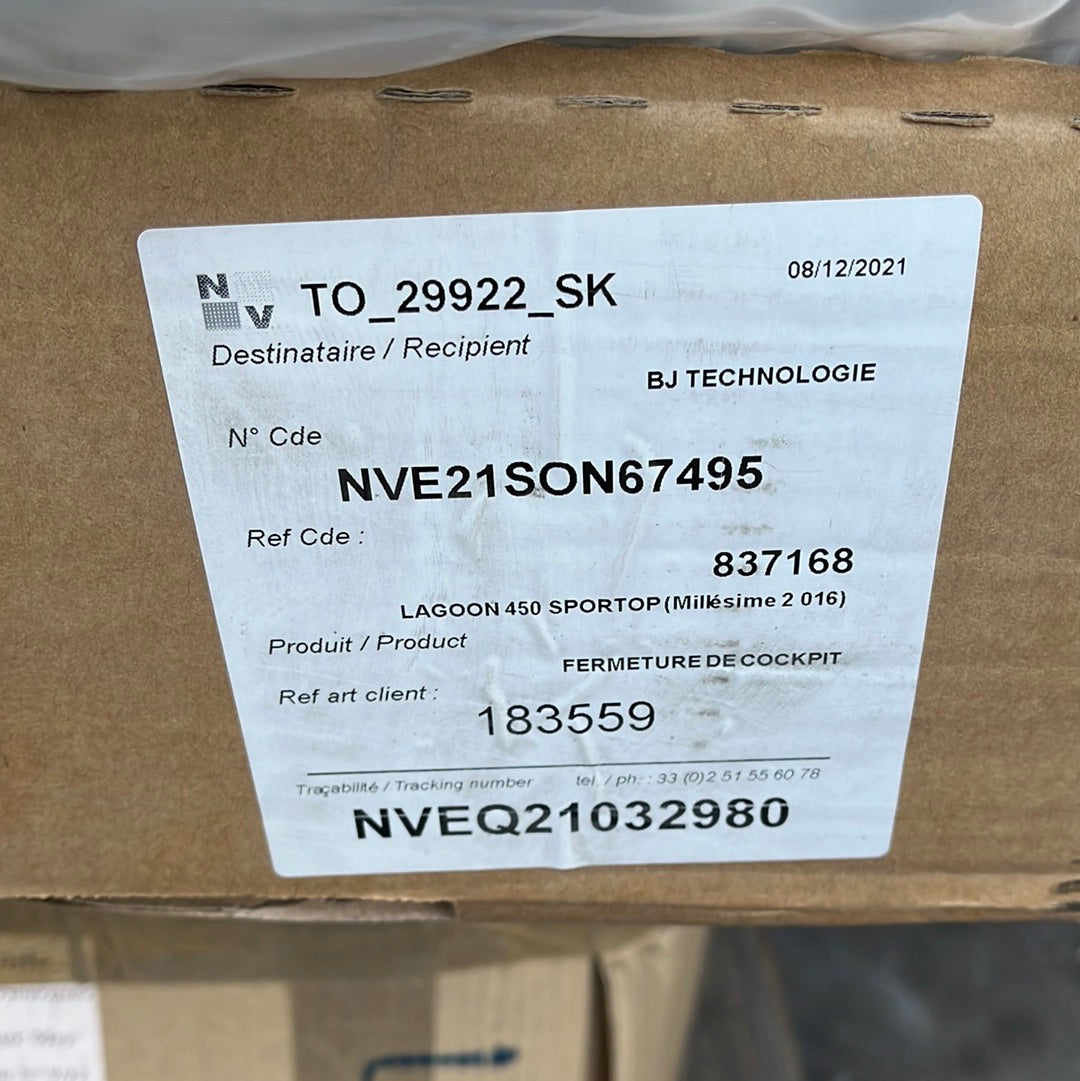 NV
TO_29922_SK
08/12/2021
Destinataire / Recipient
BJ TECHNOLOGIE
N° Cde
NVE21SON67495
Ref Cde :
837168
LAGOON 450 SPORTOP (Millésime 2 016)
Produit / Product
FERMETURE DE COCKPIT
Ref art client :
183559
Traçabilité / Tracking number
tel. / ph. : 33 (0)2 51 55 60 78
NVEQ21032980